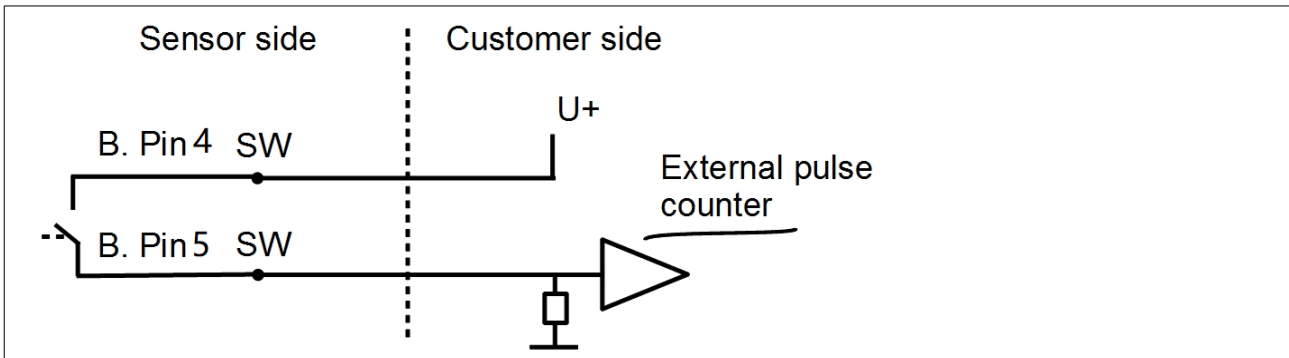 Sensor side
Customer side
U+
B. Pin 4 SW
External pulse
counter
B. Pin 5 SW